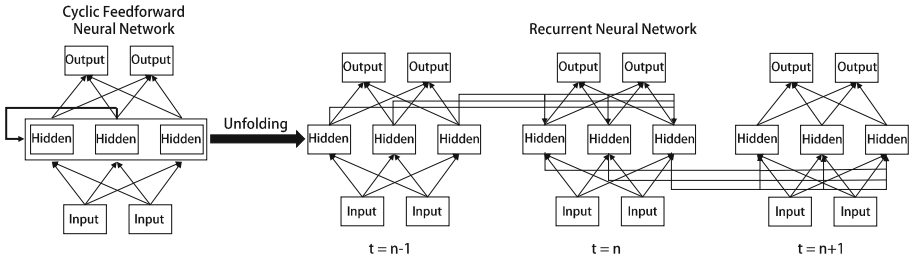 Cyclic Feedforward
Neural Network
Recurrent Neural Network
Output Output
Output Output
Output Output
Output Output
Unfolding
Hidden Hidden Hidden
Hidden Hidden Hidden
Hidden Hidden Hidden
Hidden Hidden Hidden
Input Input
Input Input
Input Input
Input Input
t = n-1
t = n
t = n+1